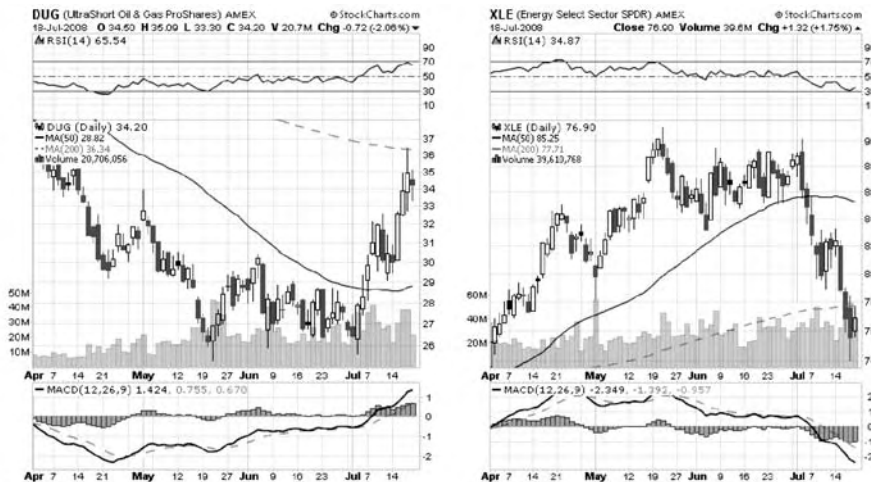 DUG (UltraShort Oil & Gas ProShares) AMEX © StockCharts.com
18-Jul-2008 O 34.50 H 35.09 L 33.30 C 34.20 V 20.7M Chg -0.72 (-2.06%)
RSI(14) 65.54
90
70
50
30
10
DUG (Daily) 34.20
MA(50) 28.82
MA(200) 36.34
Volume 20,706,056
37
36
35
34
33
32
31
30
29
28
27
26
50M
40M
30M
20M
10M
Apr 7 14 21 May 12 19 27 Jun 9 16 23 Jul 7 14
MACD(12,26,9) 1.424, 0.755, 0.670
1
0
-1
-2
Apr 7 14 21 May 12 19 27 Jun 9 16 23 Jul 7 14
XLE (Energy Select Sector SPDR) AMEX © StockCharts.com
18-Jul-2008 Close 76.90 Volume 39.6M Chg +1.32 (+1.75%)
RSI(14) 34.87
90
70
50
30
10
XLE (Daily) 76.90
MA(50) 85.25
MA(200) 77.71
Volume 39,613,768
60M
40M
20M
Apr 7 14 21 May 12 19 27 Jun 9 16 23 Jul 7 14
MACD(12,26,9) -2.349, -1.392, -0.957
2
1
0
-1
-2
Apr 7 14 21 May 12 19 27 Jun 9 16 23 Jul 7 14